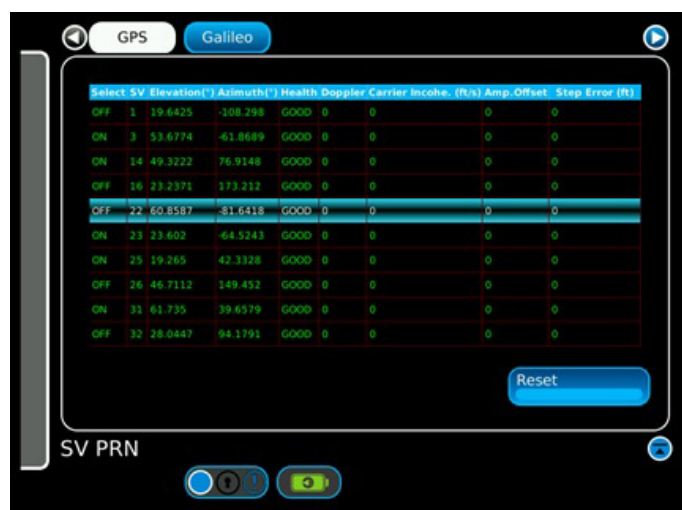 GPS Galileo
Select SV Elevation(°) Azimuth(°) Health Doppler Carrier Incohe. (ft/s) Amp.Offset Step Error (ft)
OFF 1 19.6425 -108.298 GOOD 0 0 0 0
ON 3 53.6774 -61.8689 GOOD 0 0 0 0
ON 14 49.3222 76.9148 GOOD 0 0 0 0
OFF 16 23.2371 173.212 GOOD 0 0 0 0
OFF 22 60.8587 -81.6418 GOOD 0 0 0 0
ON 23 23.602 -64.5243 GOOD 0 0 0 0
ON 25 19.265 42.3328 GOOD 0 0 0 0
OFF 26 46.7112 149.452 GOOD 0 0 0 0
ON 31 61.735 39.6579 GOOD 0 0 0 0
OFF 32 28.0447 94.1791 GOOD 0 0 0 0
Reset
SV PRN